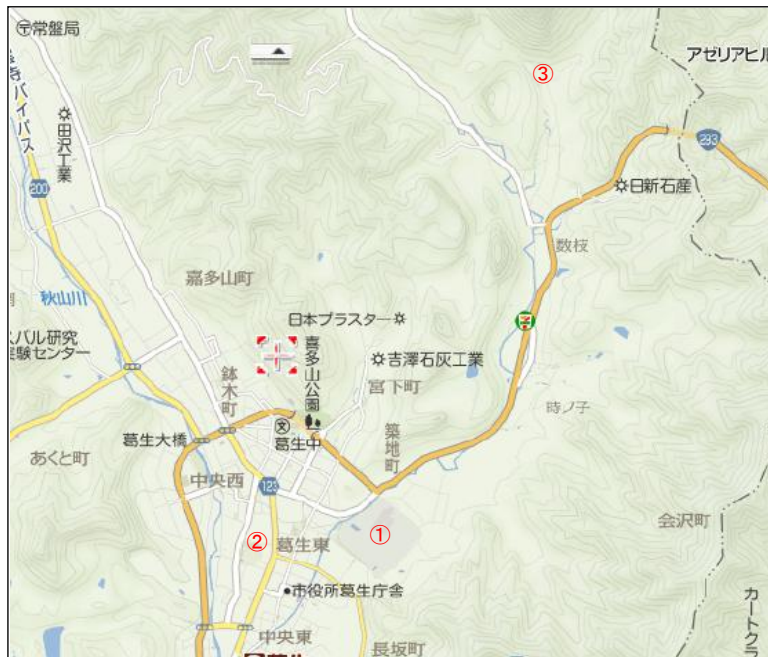 〒常盤局
③
アゼリアヒル
寺バイパス
田沢工業
293
200
日新石産
数枝
嘉多山町
秋山川
日本プラスター
スバル研究
実験センター
吉澤石灰工業
喜多山公園
鉢木町
宮下町
時ノ子
築地町
葛生大橋
文
葛生中
あくと町
中央西
123
会沢町
②
葛生東
①
市役所葛生庁舎
カートクラ
中央東
長坂町